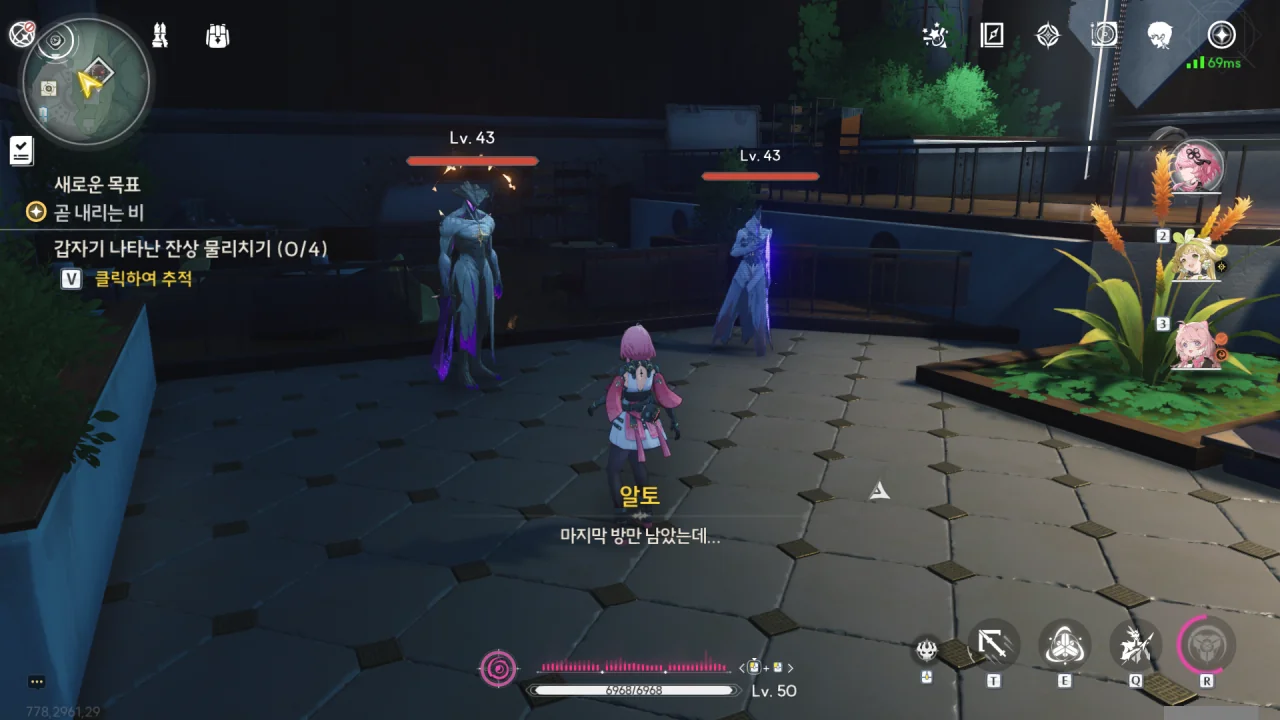 69ms
Lv. 43
Lv. 43
새로운 목표
곧 내리는 비
갑자기 나타난 잔상 물리치기 (0/4)
V 클릭하여 추적
2
3
알토
마지막 방만 남았는데...
6968/6968
Lv. 50
T
E
Q
R
778,2961,29